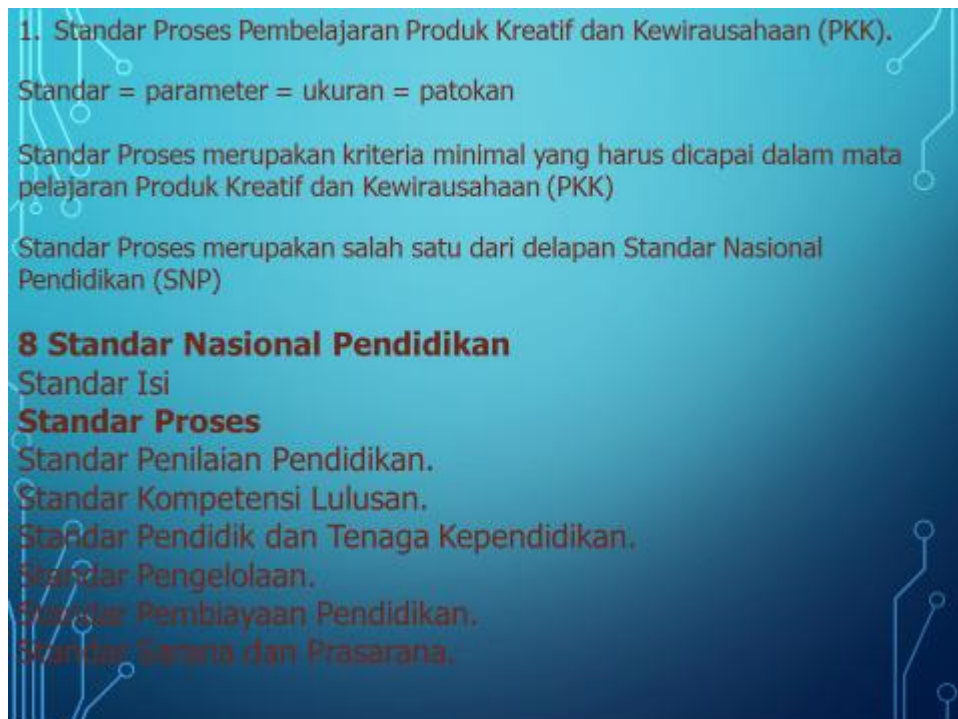 1. Standar Proses Pembelajaran Produk Kreatif dan Kewirausahaan (PKK).
Standar = parameter = ukuran = patokan
Standar Proses merupakan kriteria minimal yang harus dicapai dalam mata
pelajaran Produk Kreatif dan Kewirausahaan (PKK)
Standar Proses merupakan salah satu dari delapan Standar Nasional
Pendidikan (SNP)
8 Standar Nasional Pendidikan
Standar Isi
Standar Proses
Standar Penilaian Pendidikan.
Standar Kompetensi Lulusan.
Standar Pendidik dan Tenaga Kependidikan.
Standar Pengelolaan.
Standar Pembiayaan Pendidikan.
Standar Sarana dan Prasarana.